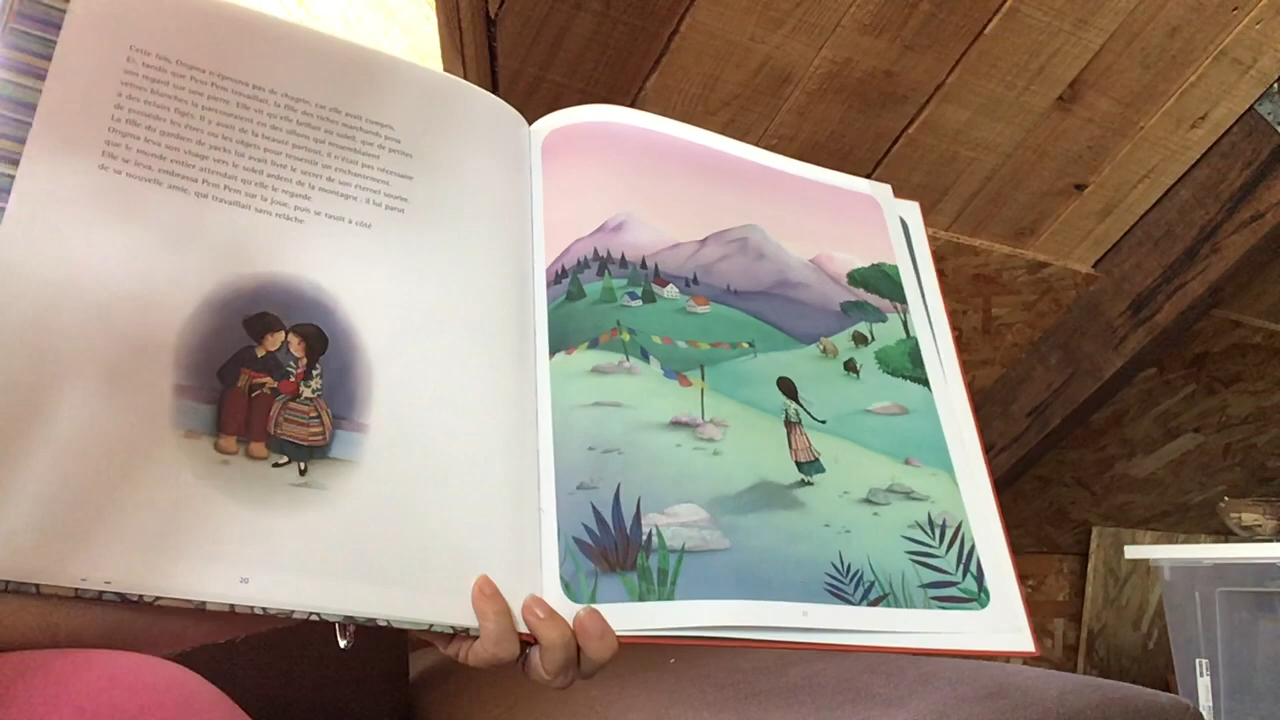 Cette fois, Ongina n'éprouva pas de chagrin, car elle avait compris.
Et, tandis que Pem Pem travaillait, la fille des riches marchands posa
son regard sur une pierre. Elle vit qu'elle brillait au soleil, que de petites
veines blanches la parcouraient en des sillons qui ressemblaient
à des éclairs figés. Il y avait de la beauté partout, il n'était pas nécessaire
de posséder les êtres ou les objets pour ressentir un enchantement.
La fille du gardien de yacks lui avait livré le secret de son éternel sourire.
Ongina leva son visage vers le soleil ardent de la montagne : il lui parut
que le monde entier attendait qu'elle le regarde.
Elle se leva, embrassa Pem Pem sur la joue, puis se rassit à côté
de sa nouvelle amie, qui travaillait sans relâche.
20